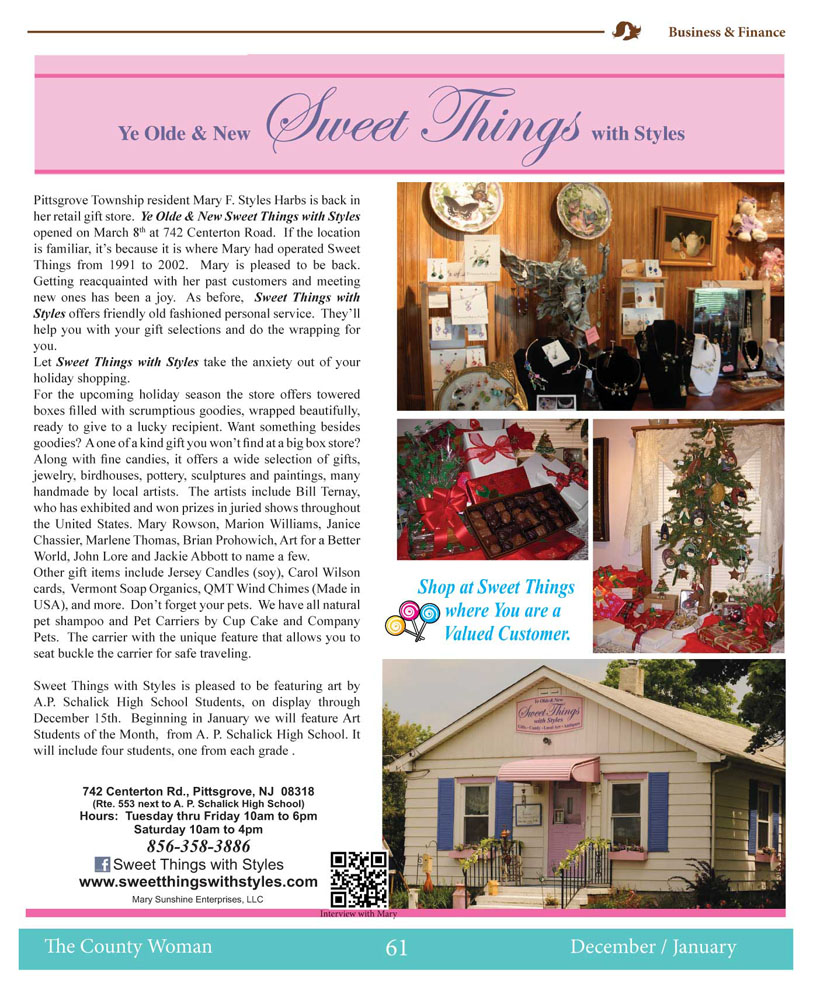 Business & Finance
Ye Olde & New Sweet Things with Styles
Pittsgrove Township resident Mary F. Styles Harbs is back in
her retail gift store. Ye Olde & New Sweet Things with Styles
opened on March 8th at 742 Centerton Road. If the location
is familiar, it's because it is where Mary had operated Sweet
Things from 1991 to 2002. Mary is pleased to be back.
Getting reacquainted with her past customers and meeting
new ones has been a joy. As before, Sweet Things with
Styles offers friendly old fashioned personal service. They'll
help you with your gift selections and do the wrapping for
you.
Let Sweet Things with Styles take the anxiety out of your
holiday shopping.
For the upcoming holiday season the store offers towered
boxes filled with scrumptious goodies, wrapped beautifully,
ready to give to a lucky recipient. Want something besides
goodies? A one of a kind gift you won't find at a big box store?
Along with fine candies, it offers a wide selection of gifts,
jewelry, birdhouses, pottery, sculptures and paintings, many
handmade by local artists. The artists include Bill Ternay,
who has exhibited and won prizes in juried shows throughout
the United States. Mary Rowson, Marion Williams, Janice
Chassier, Marlene Thomas, Brian Prohowich, Art for a Better
World, John Lore and Jackie Abbott to name a few.
Other gift items include Jersey Candles (soy), Carol Wilson
cards, Vermont Soap Organics, QMT Wind Chimes (Made in
USA), and more. Don't forget your pets. We have all natural
pet shampoo and Pet Carriers by Cup Cake and Company
Pets. The carrier with the unique feature that allows you to
seat buckle the carrier for safe traveling.
Sweet Things with Styles is pleased to be featuring art by
A.P. Schalick High School Students, on display through
December 15th. Beginning in January we will feature Art
Students of the Month, from A. P. Schalick High School. It
will include four students, one from each grade .
742 Centerton Rd., Pittsgrove, NJ 08318
(Rte. 553 next to A. P. Schalick High School)
Hours: Tuesday thru Friday 10am to 6pm
Saturday 10am to 4pm
856-358-3886
f Sweet Things with Styles
www.sweetthingswithstyles.com
Mary Sunshine Enterprises, LLC
Interview with Mary
Shop at Sweet Things
where You are a
Valued Customer.
Ye Olde & New
Sweet Things
with Styles
The County Woman
61
December / January